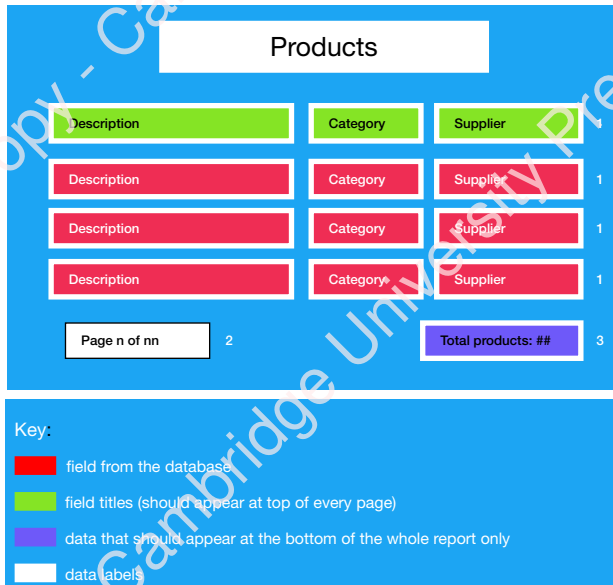 Products
Description Category Supplier 1
Description Category Supplier 1
Description Category Supplier 1
Description Category Supplier 1
Page n of nn 2 Total products: ## 3
Key:
field from the database
field titles (should appear at top of every page)
data that should appear at the bottom of the whole report only
data labels
Cambridge University Pre
opy - Ca